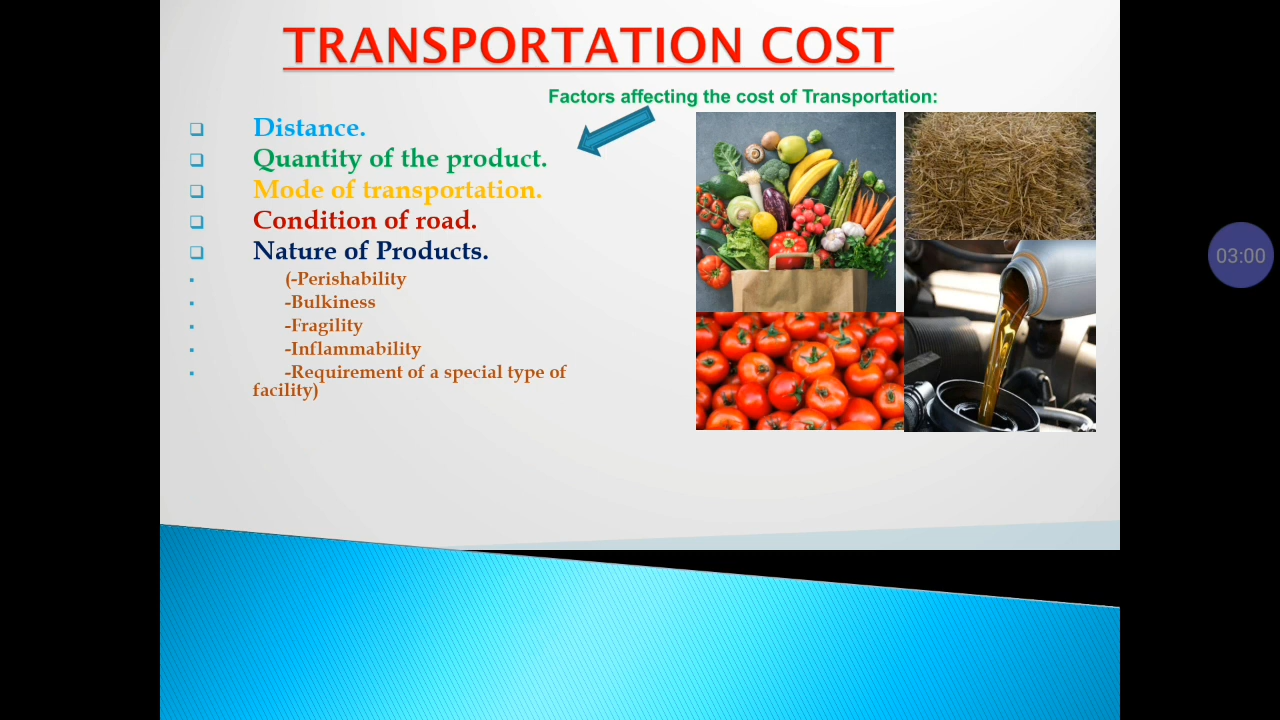 TRANSPORTATION COST
Factors affecting the cost of Transportation:
Distance.
Quantity of the product.
Mode of transportation.
Condition of road.
Nature of Products.
(-Perishability
-Bulkiness
-Fragility
-Inflammability
-Requirement of a special type of
facility)
03:00